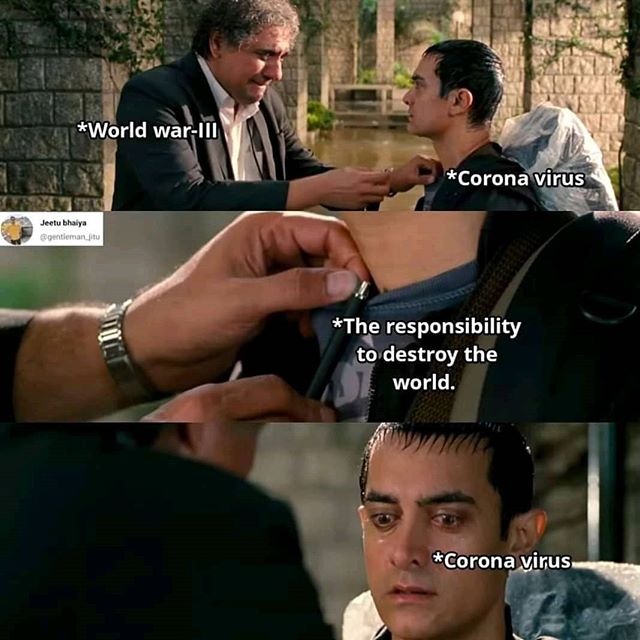 *World war-III
*Corona virus
Jeetu bhaiya
@gentleman_jitu
*The responsibility
to destroy the
world.
*Corona virus